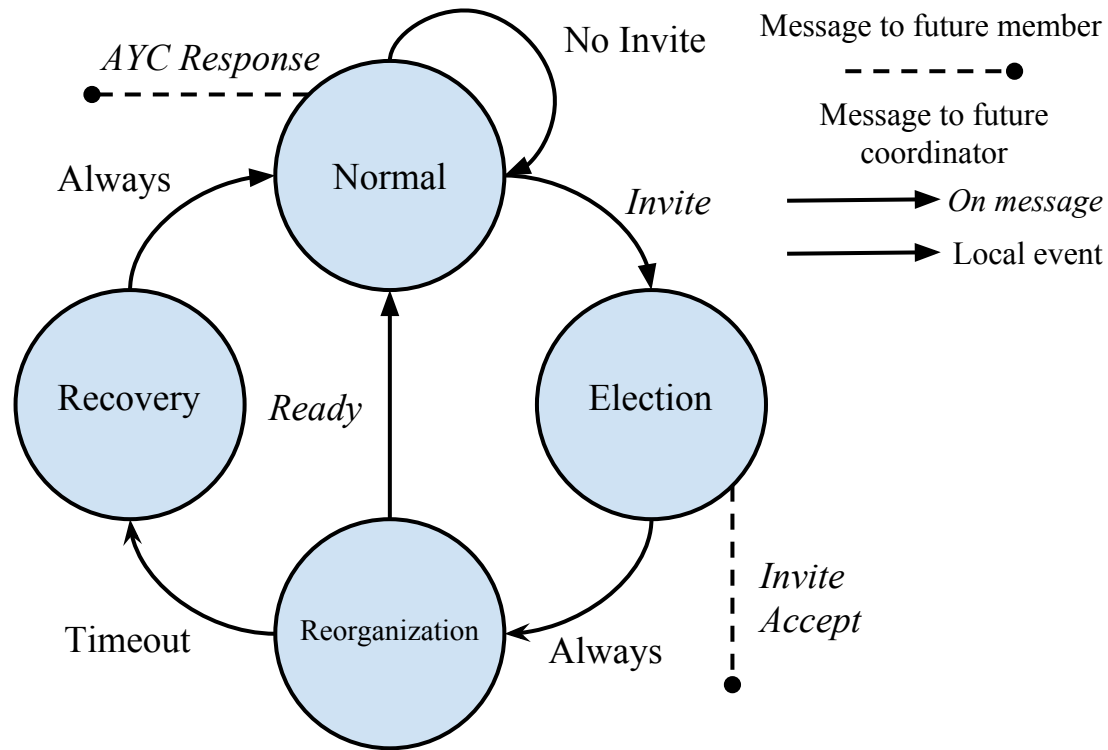 AYC Response
No Invite
Message to future member
Message to future
coordinator
On message
Local event
Always
Normal
Invite
Recovery
Ready
Election
Timeout
Reorganization
Always
Invite
Accept